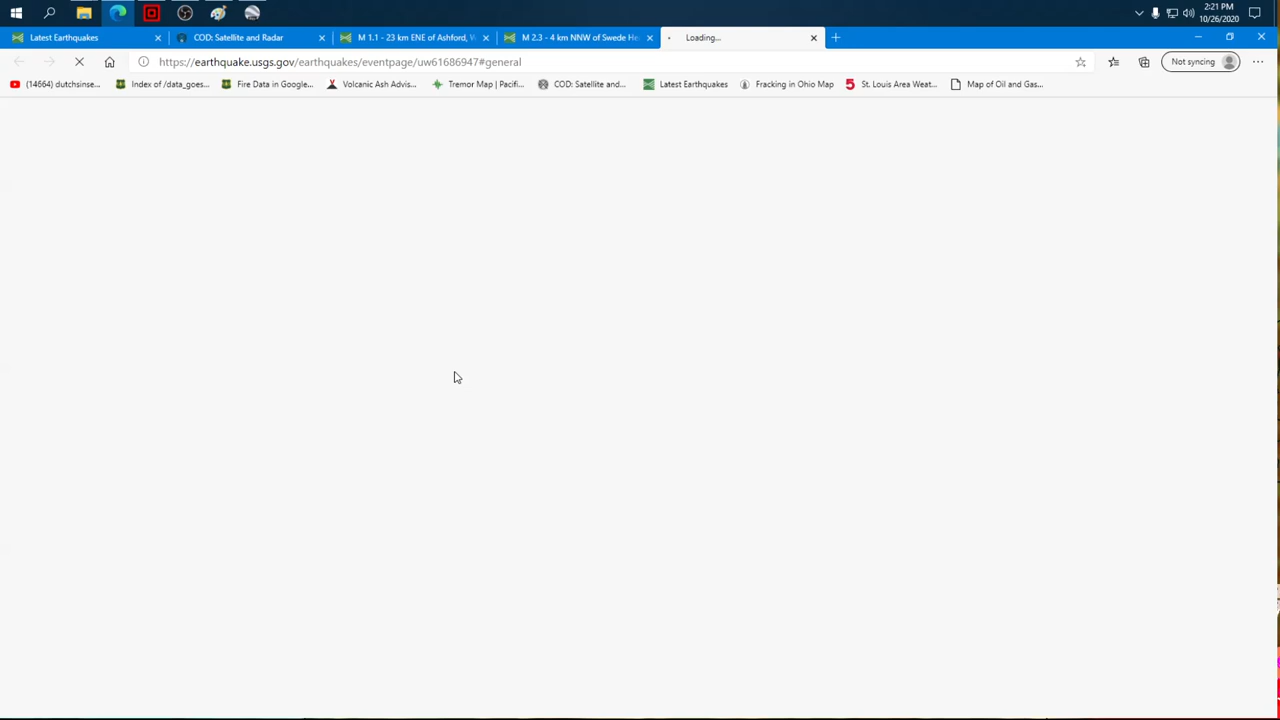 2:21 PM
10/26/2020
Latest Earthquakes
COD: Satellite and Radar
M 1.1 - 23 km ENE of Ashford, W
M 2.3 - 4 km NNW of Swede He
Loading...
https://earthquake.usgs.gov/earthquakes/eventpage/uw61686947#general
Not syncing
(14664) dutchsinse...
Index of /data_goes...
Fire Data in Google...
Volcanic Ash Advis...
Tremor Map | Pacifi...
COD: Satellite and...
Latest Earthquakes
Fracking in Ohio Map
5
St. Louis Area Weat...
Map of Oil and Gas...